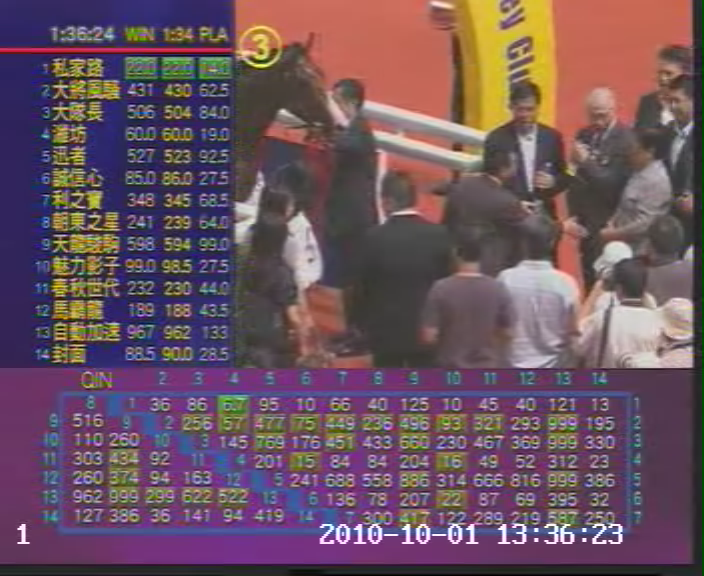 1:36:24 WIN 1:34 PLA
3
ey Clu
1 私家路
2 大將風騷 431 430 62.5
3 大隊長 506 504 84.0
4 濰坊 60.0 60.0 19.0
5 迅者 527 523 92.5
6 誠信心 85.0 86.0 27.5
7 利之寶 348 345 68.5
8 朝東之星 241 239 64.0
9 天龍駿駒 598 594 99.0
10 魅力影子 99.0 98.5 27.5
11 春秋世代 232 230 44.0
12 馬霸龍 189 188 43.5
13 自動加速 967 962 133
14 封面 88.5 90.0 28.5
QIN 2 3 4 5 6 7 8 9 10 11 12 13 14
8 1 36 86 6.7 95 10 66 40 125 10 45 40 121 13 1
9 516 9 2 256 57 477 75 449 236 496 93 321 293 999 195 2
10 110 260 10 3 145 769 176 451 433 660 230 467 369 999 330 3
11 303 434 92 11 4 201 15 84 84 204 16 49 52 312 23 4
12 260 374 94 163 12 5 241 688 558 886 314 666 816 999 386 5
13 962 999 299 622 522 13 6 136 78 207 22 87 69 395 32 6
14 127 386 36 141 94 419 14 7 300 417 122 289 219 587 250 7
1 2010-10-01 13:36:23